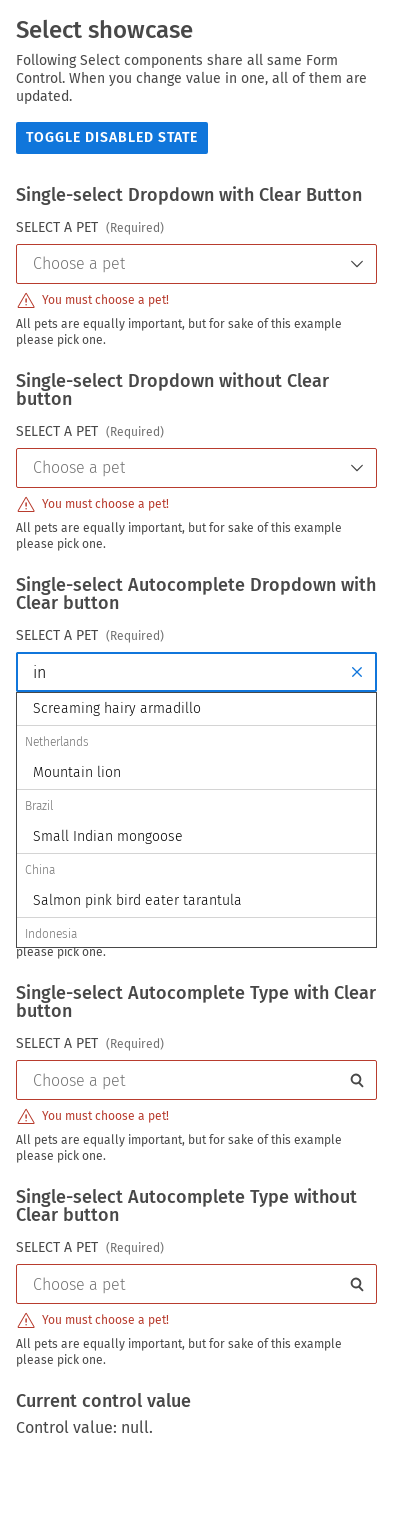 Select showcase
Following Select components share all same Form
Control. When you change value in one, all of them are
updated.
TOGGLE DISABLED STATE
Single-select Dropdown with Clear Button
SELECT A PET (Required)
Choose a pet
You must choose a pet!
All pets are equally important, but for sake of this example
please pick one.
Single-select Dropdown without Clear
button
SELECT A PET (Required)
Choose a pet
You must choose a pet!
All pets are equally important, but for sake of this example
please pick one.
Single-select Autocomplete Dropdown with
Clear button
SELECT A PET (Required)
in
Screaming hairy armadillo
Netherlands
Mountain lion
Brazil
Small Indian mongoose
China
Salmon pink bird eater tarantula
Indonesia
please pick one.
Single-select Autocomplete Type with Clear
button
SELECT A PET (Required)
Choose a pet
You must choose a pet!
All pets are equally important, but for sake of this example
please pick one.
Single-select Autocomplete Type without
Clear button
SELECT A PET (Required)
Choose a pet
You must choose a pet!
All pets are equally important, but for sake of this example
please pick one.
Current control value
Control value: null.